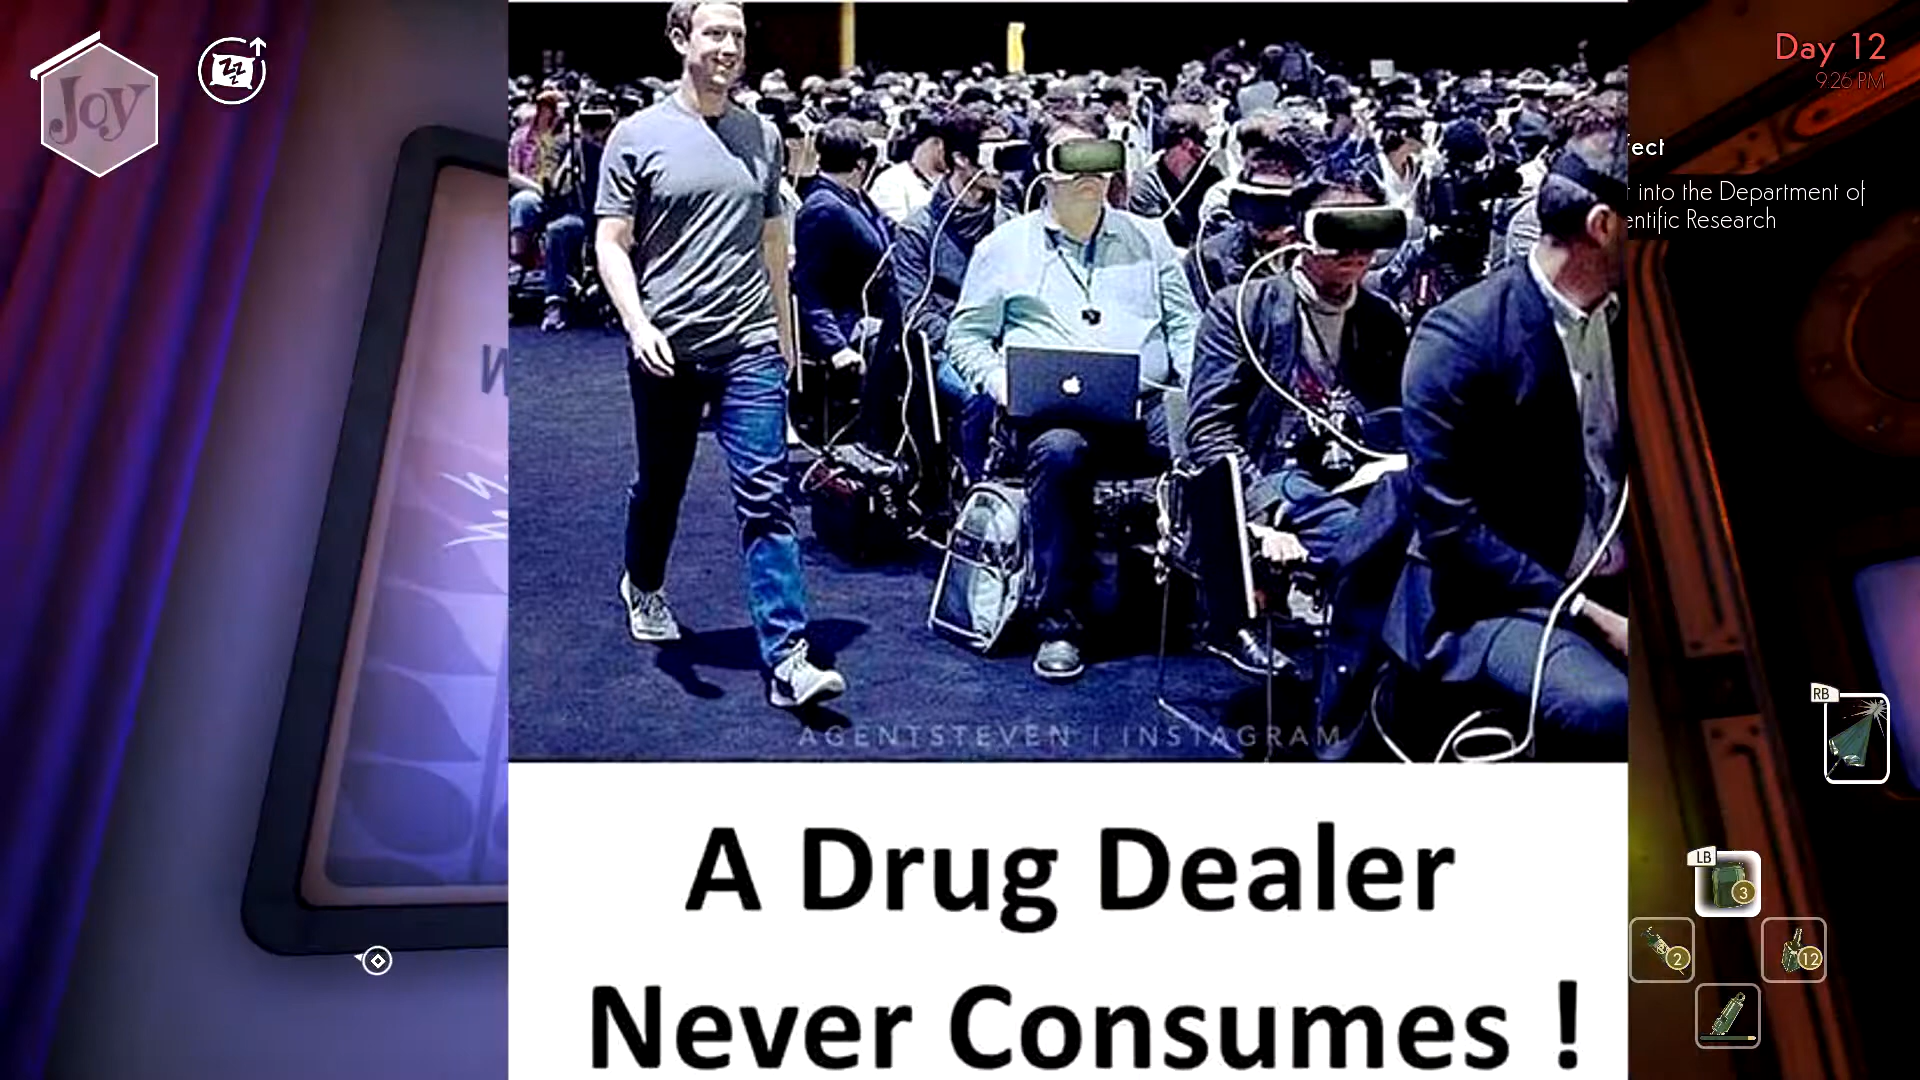 Joy
Day 12
9:26 PM
fect
into the Department of
entific Research
W
AGENTSTEVEN | INSTAGRAM
RB
LB
3
2
12
A Drug Dealer
Never Consumes !